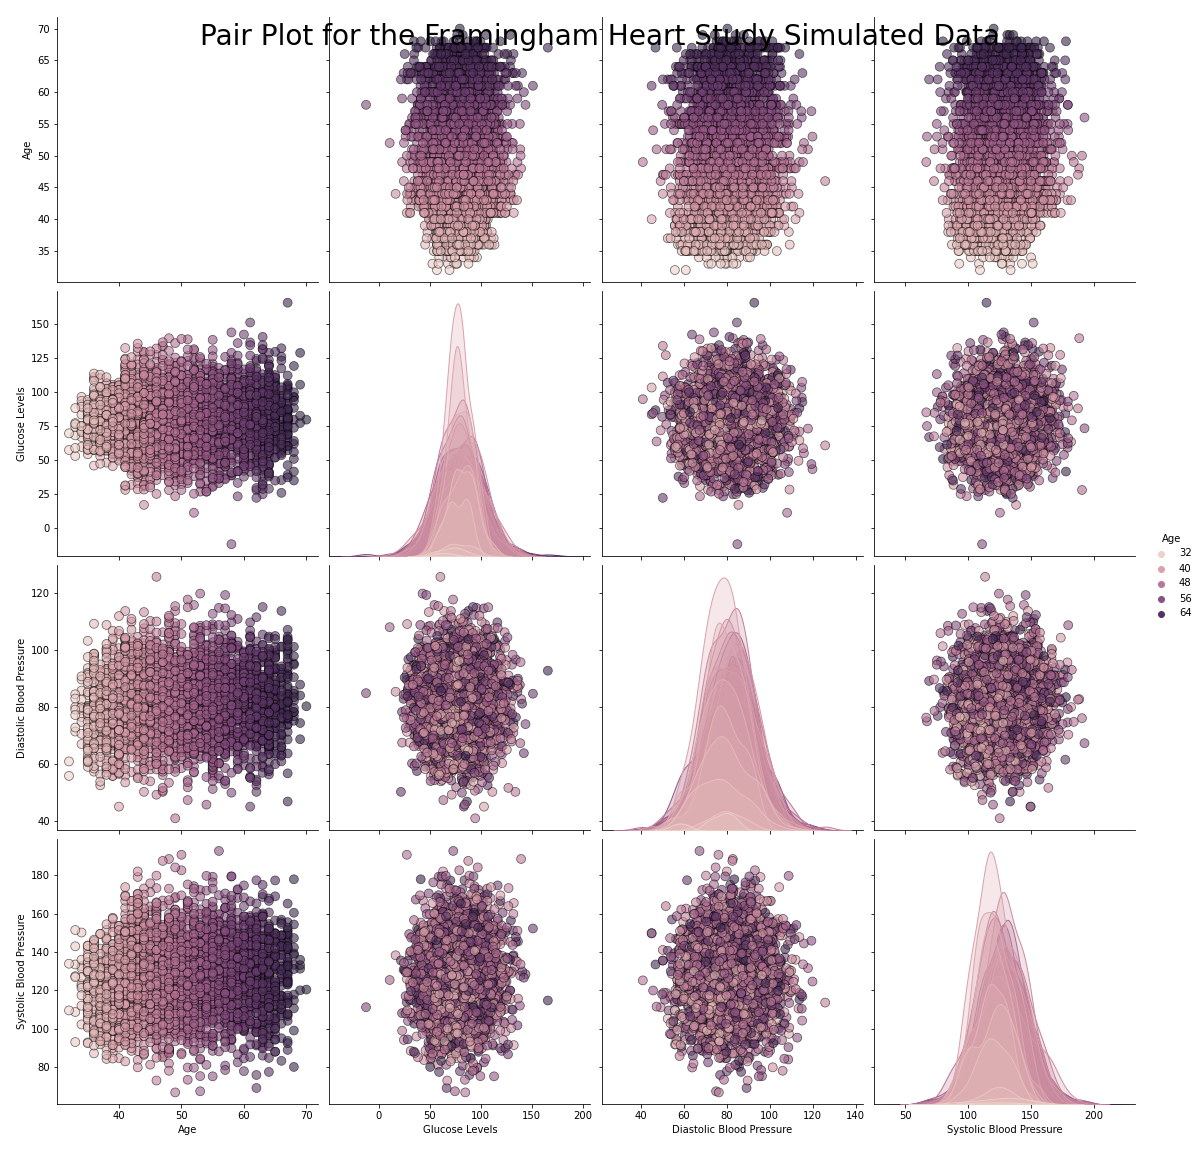 Pair Plot for the Framingham Heart Study Simulated Data
70
65
60
55
50
45
40
35
Age
150
125
100
75
50
25
0
Glucose Levels
Age
32
40
48
56
64
120
100
80
60
40
Diastolic Blood Pressure
180
160
140
120
100
80
Systolic Blood Pressure
40 50 60 70
0 50 100 150 200
40 60 80 100 120 140
50 100 150 200
Age
Glucose Levels
Diastolic Blood Pressure
Systolic Blood Pressure